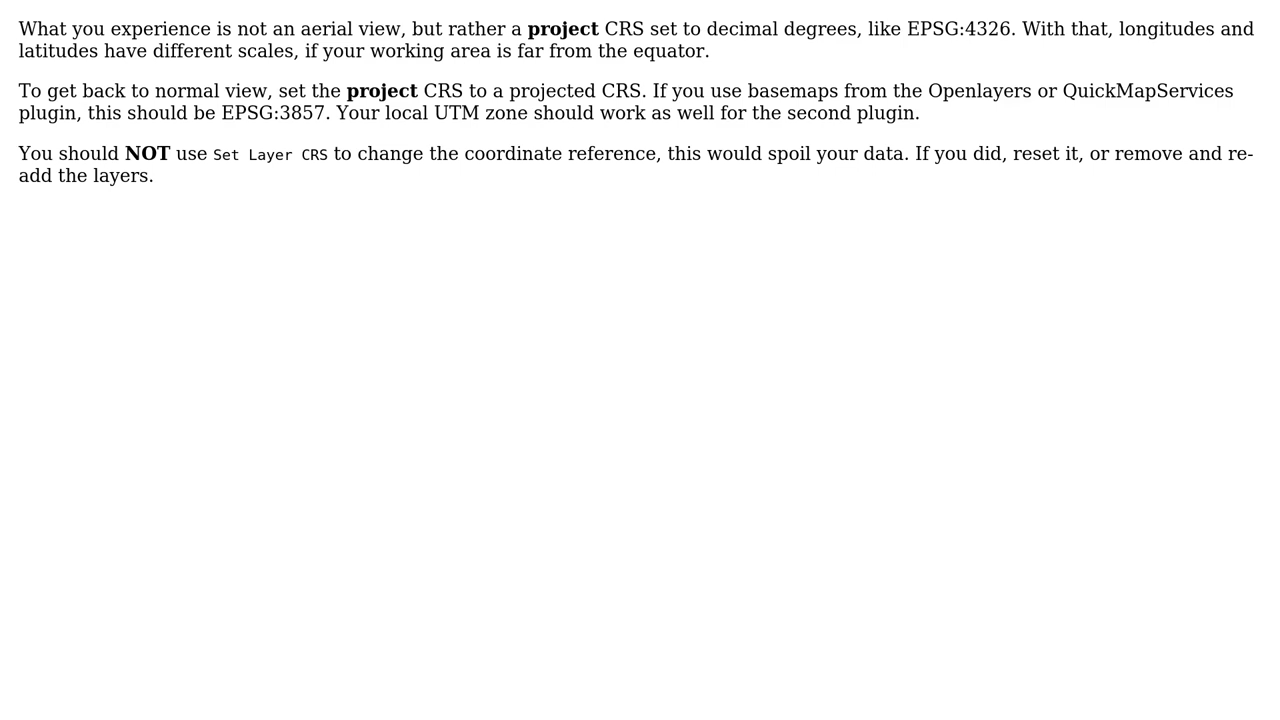 What you experience is not an aerial view, but rather a project CRS set to decimal degrees, like EPSG:4326. With that, longitudes and
latitudes have different scales, if your working area is far from the equator.
To get back to normal view, set the project CRS to a projected CRS. If you use basemaps from the Openlayers or QuickMapServices
plugin, this should be EPSG:3857. Your local UTM zone should work as well for the second plugin.
You should NOT use Set Layer CRS to change the coordinate reference, this would spoil your data. If you did, reset it, or remove and re-
add the layers.